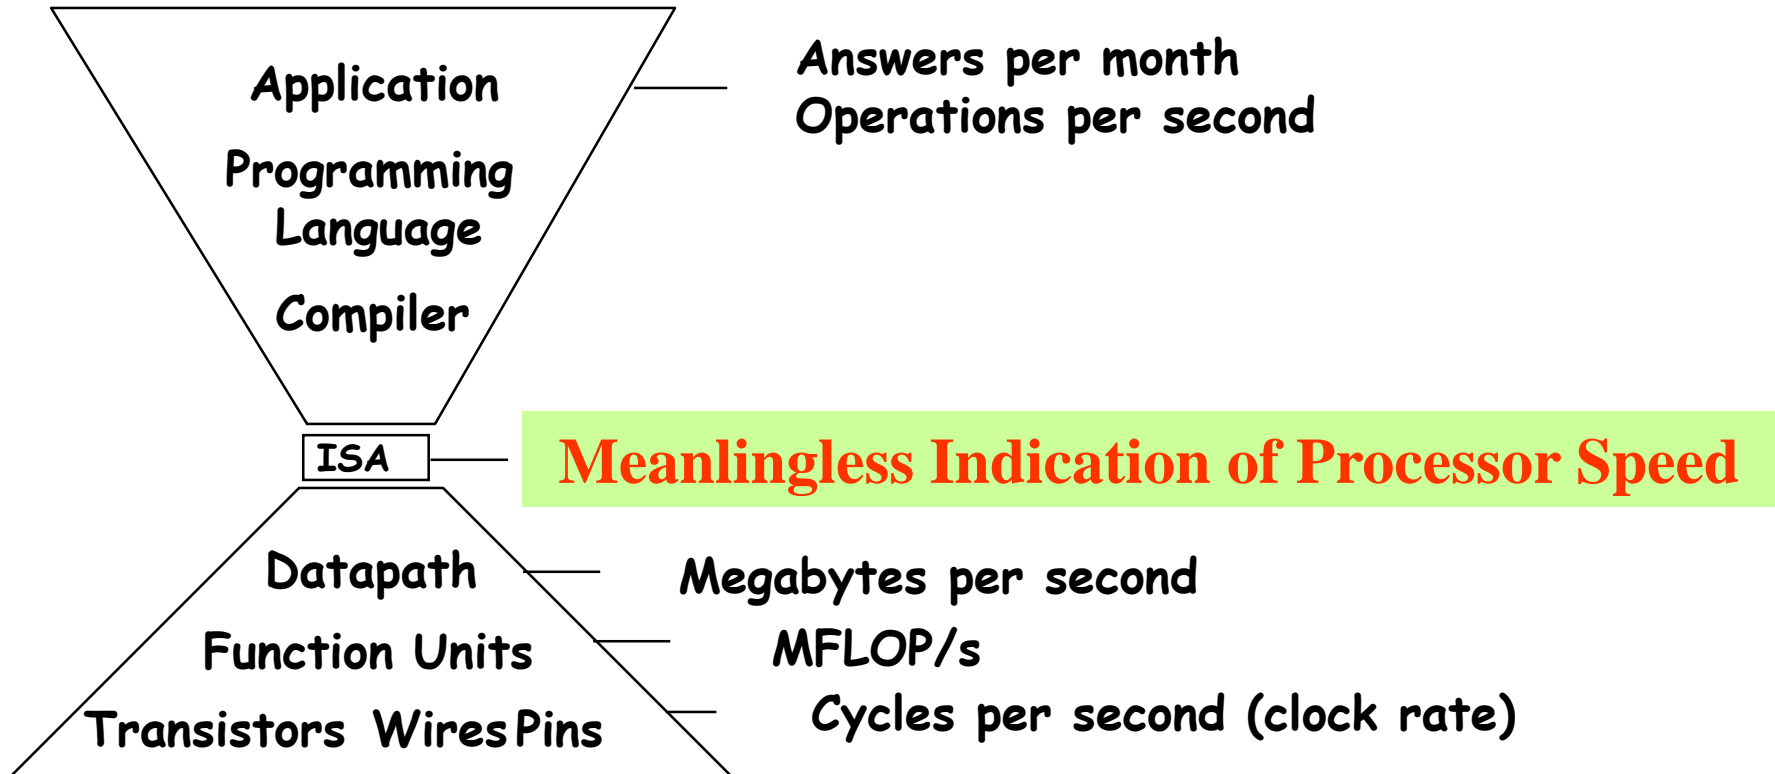 Application
Answers per month
Operations per second
Programming
Language
Compiler
ISA
Meanlingless Indication of Processor Speed
Datapath
Megabytes per second
Function Units
MFLOP/s
Transistors Wires Pins
Cycles per second (clock rate)